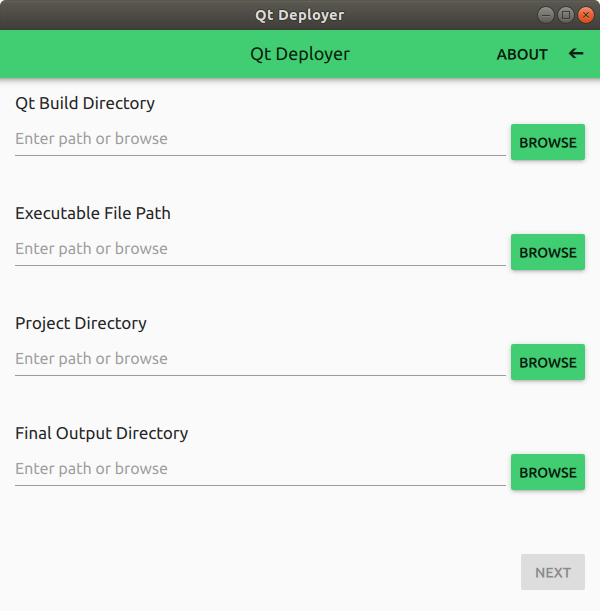 Qt Deployer
Qt Deployer ABOUT
Qt Build Directory
Enter path or browse BROWSE
Executable File Path
Enter path or browse BROWSE
Project Directory
Enter path or browse BROWSE
Final Output Directory
Enter path or browse BROWSE
NEXT